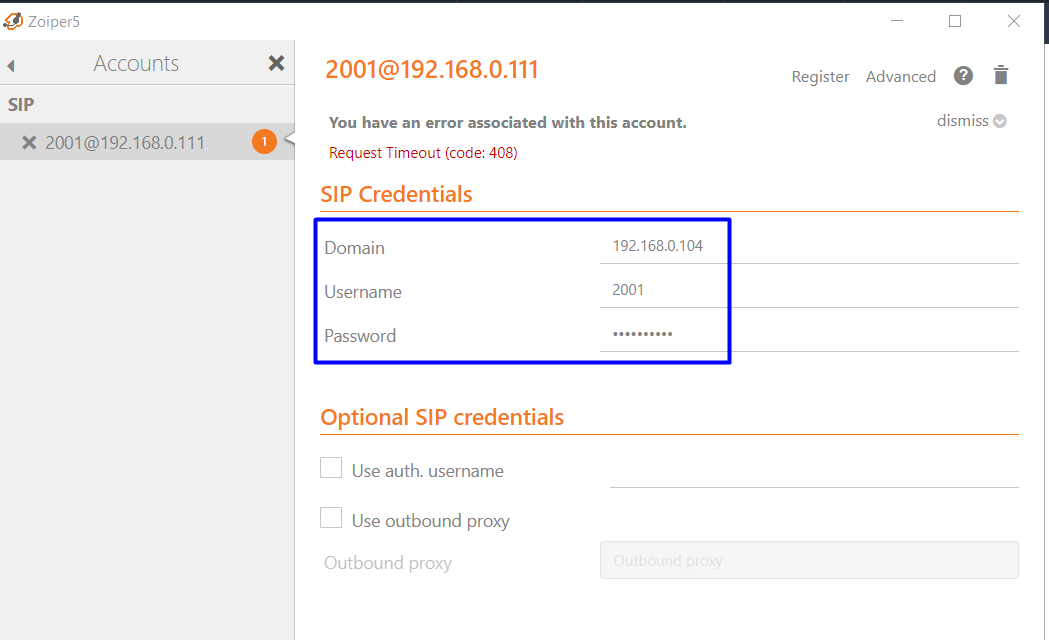 Zoiper5
Accounts
SIP
2001@192.168.0.111
1
2001@192.168.0.111
Register Advanced ?
You have an error associated with this account.
dismiss
Request Timeout (code: 408)
SIP Credentials
Domain 192.168.0.104
Username 2001
Password ••••••••••
Optional SIP credentials
Use auth. username
Use outbound proxy
Outbound proxy Outbound proxy